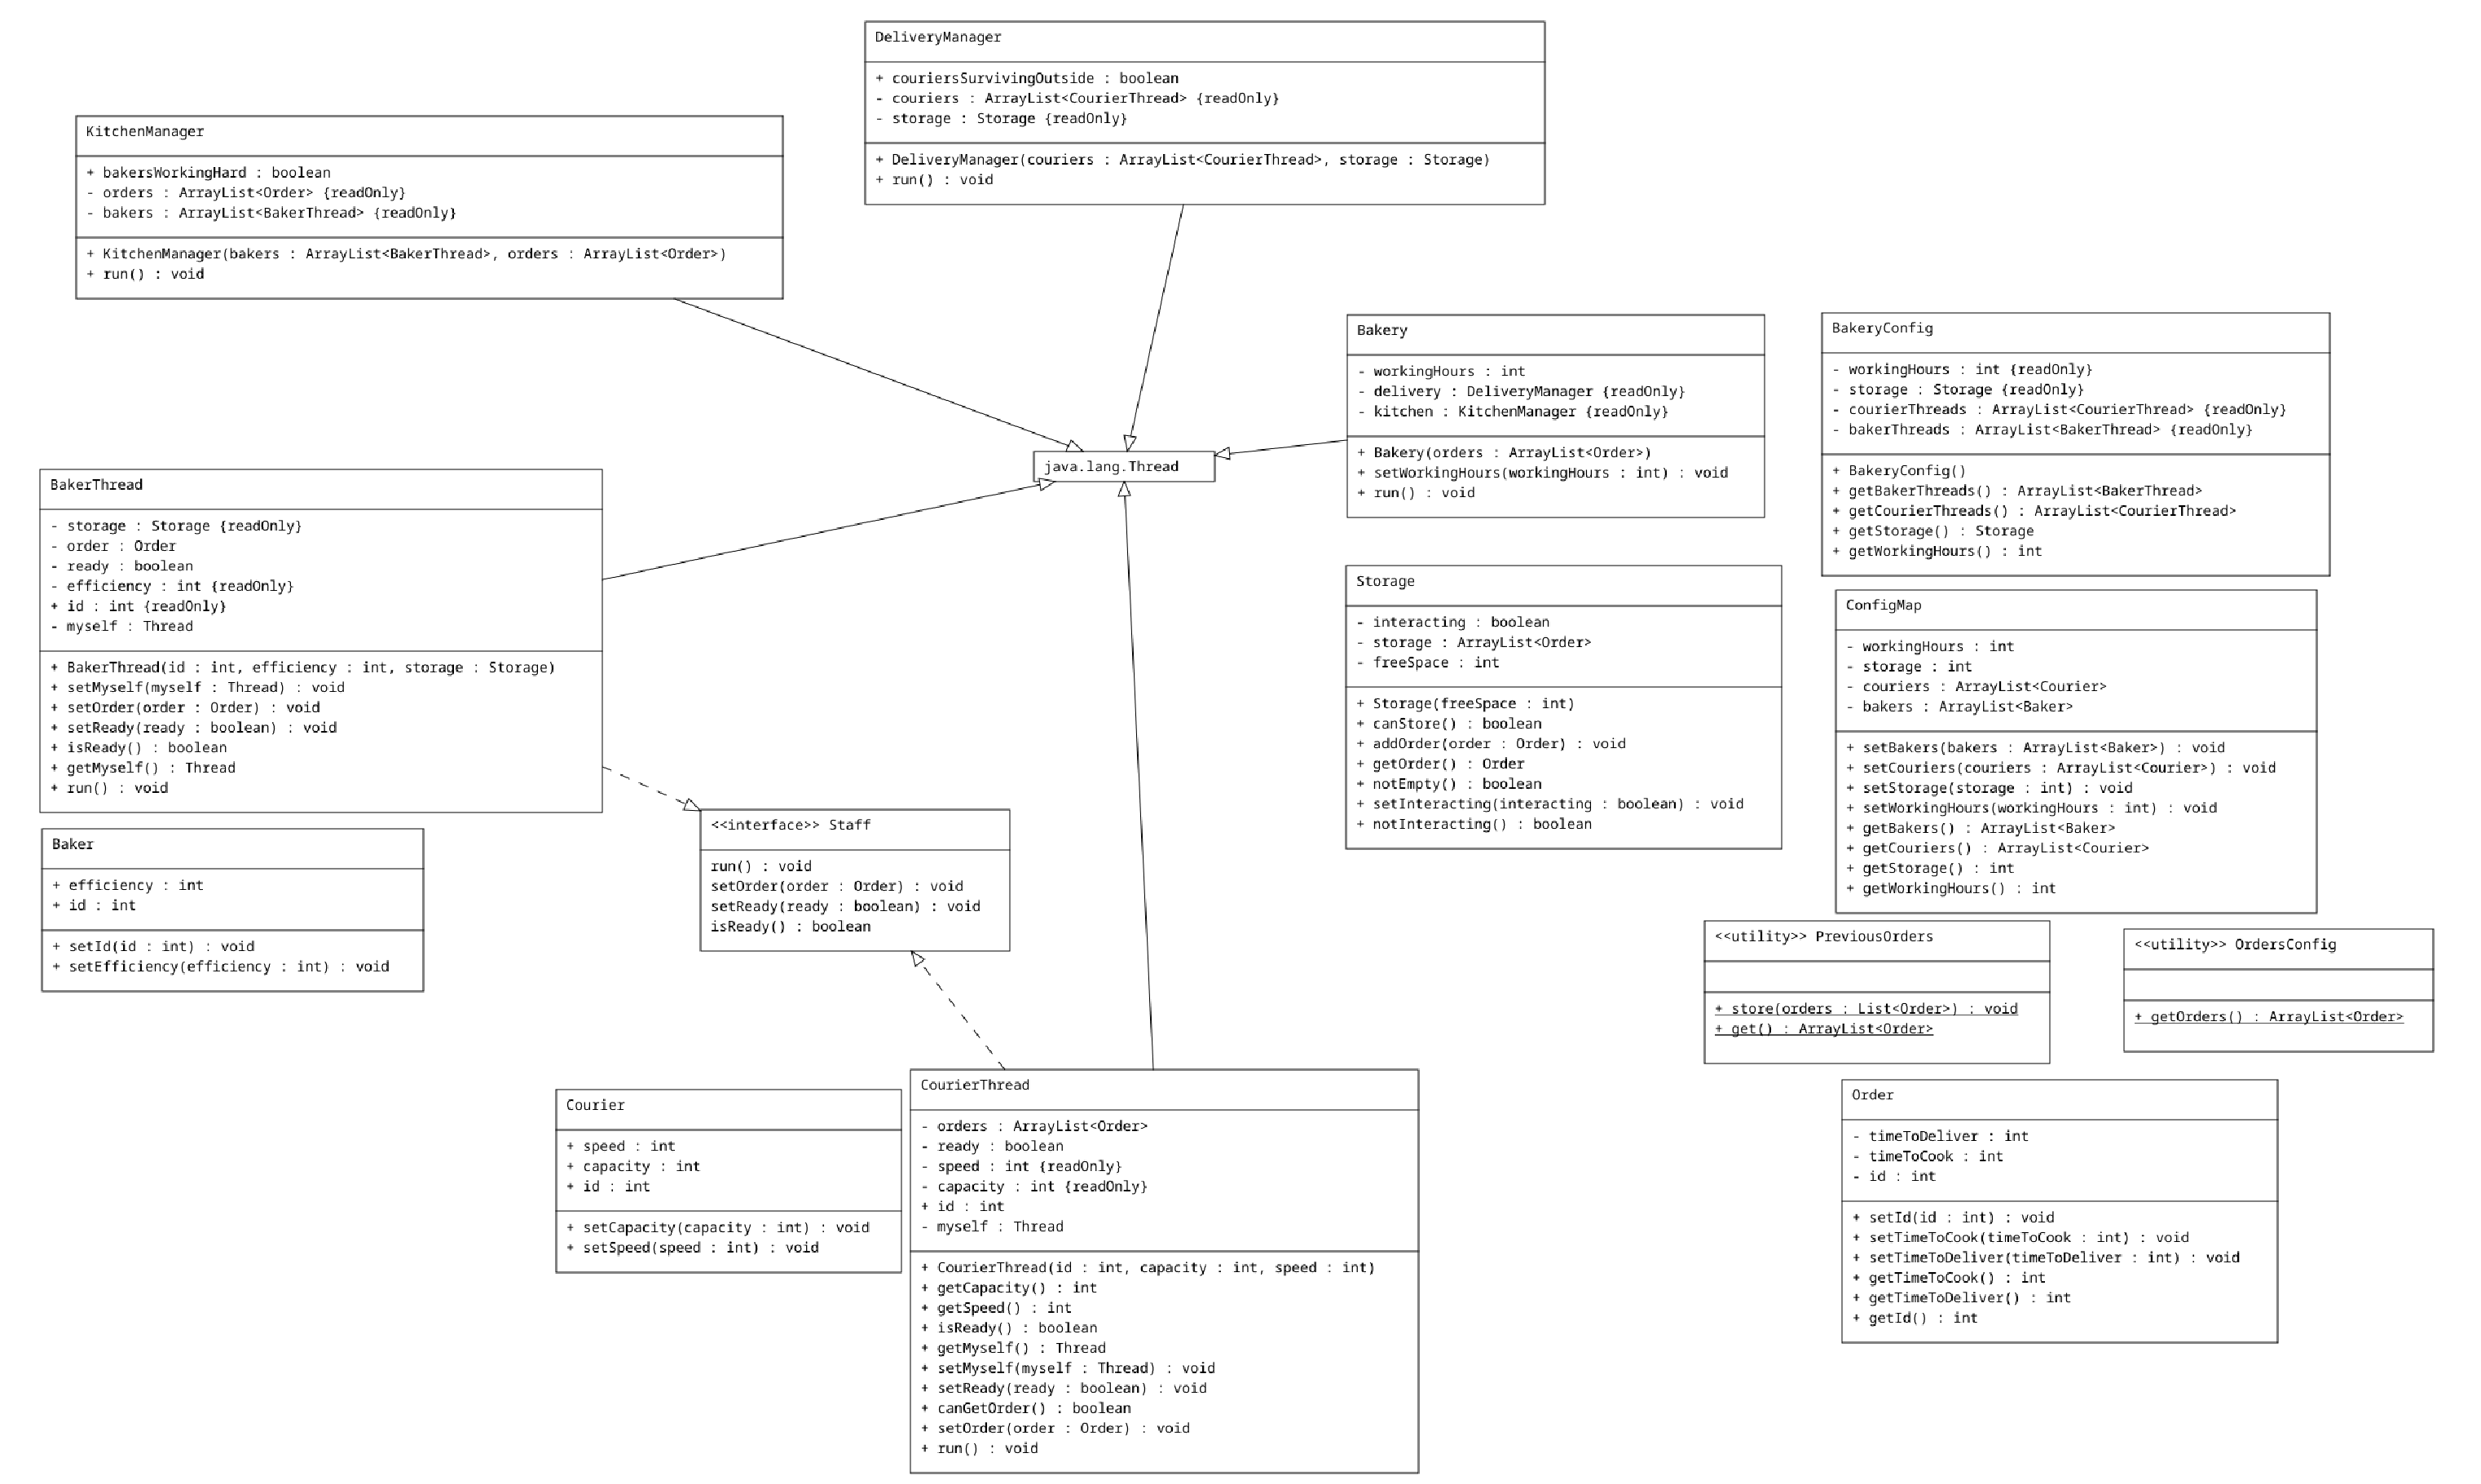 DeliveryManager
+ couriersSurvivingOutside : boolean
- couriers : ArrayList<CourierThread> {readOnly}
- storage : Storage {readOnly}
+ DeliveryManager(couriers : ArrayList<CourierThread>, storage : Storage)
+ run() : void
KitchenManager
+ bakersWorkingHard : boolean
- orders : ArrayList<Order> {readOnly}
- bakers : ArrayList<BakerThread> {readOnly}
+ KitchenManager(bakers : ArrayList<BakerThread>, orders : ArrayList<Order>)
+ run() : void
Bakery
- workingHours : int
- delivery : DeliveryManager {readOnly}
- kitchen : KitchenManager {readOnly}
+ Bakery(orders : ArrayList<Order>)
+ setWorkingHours(workingHours : int) : void
+ run() : void
BakeryConfig
- workingHours : int {readOnly}
- storage : Storage {readOnly}
- courierThreads : ArrayList<CourierThread> {readOnly}
- bakerThreads : ArrayList<BakerThread> {readOnly}
+ BakeryConfig()
+ getBakerThreads() : ArrayList<BakerThread>
+ getCourierThreads() : ArrayList<CourierThread>
+ getStorage() : Storage
+ getWorkingHours() : int
java.lang.Thread
BakerThread
- storage : Storage {readOnly}
- order : Order
- ready : boolean
- efficiency : int {readOnly}
+ id : int {readOnly}
- myself : Thread
+ BakerThread(id : int, efficiency : int, storage : Storage)
+ setMyself(myself : Thread) : void
+ setOrder(order : Order) : void
+ setReady(ready : boolean) : void
+ isReady() : boolean
+ getMyself() : Thread
+ run() : void
Storage
- interacting : boolean
- storage : ArrayList<Order>
- freeSpace : int
+ Storage(freeSpace : int)
+ canStore() : boolean
+ addOrder(order : Order) : void
+ getOrder() : Order
+ notEmpty() : boolean
+ setInteracting(interacting : boolean) : void
+ notInteracting() : boolean
ConfigMap
- workingHours : int
- storage : int
- couriers : ArrayList<Courier>
- bakers : ArrayList<Baker>
+ setBakers(bakers : ArrayList<Baker>) : void
+ setCouriers(couriers : ArrayList<Courier>) : void
+ setStorage(storage : int) : void
+ setWorkingHours(workingHours : int) : void
+ getBakers() : ArrayList<Baker>
+ getCouriers() : ArrayList<Courier>
+ getStorage() : int
+ getWorkingHours() : int
<<interface>> Staff
run() : void
setOrder(order : Order) : void
setReady(ready : boolean) : void
isReady() : boolean
Baker
+ efficiency : int
+ id : int
+ setId(id : int) : void
+ setEfficiency(efficiency : int) : void
<<utility>> PreviousOrders
+ store(orders : List<Order>) : void
+ get() : ArrayList<Order>
<<utility>> OrdersConfig
+ getOrders() : ArrayList<Order>
Courier
+ speed : int
+ capacity : int
+ id : int
+ setCapacity(capacity : int) : void
+ setSpeed(speed : int) : void
CourierThread
- orders : ArrayList<Order>
- ready : boolean
- speed : int {readOnly}
- capacity : int {readOnly}
+ id : int
- myself : Thread
+ CourierThread(id : int, capacity : int, speed : int)
+ getCapacity() : int
+ getSpeed() : int
+ isReady() : boolean
+ getMyself() : Thread
+ setMyself(myself : Thread) : void
+ setReady(ready : boolean) : void
+ canGetOrder() : boolean
+ setOrder(order : Order) : void
+ run() : void
Order
- timeToDeliver : int
- timeToCook : int
- id : int
+ setId(id : int) : void
+ setTimeToCook(timeToCook : int) : void
+ setTimeToDeliver(timeToDeliver : int) : void
+ getTimeToCook() : int
+ getTimeToDeliver() : int
+ getId() : int